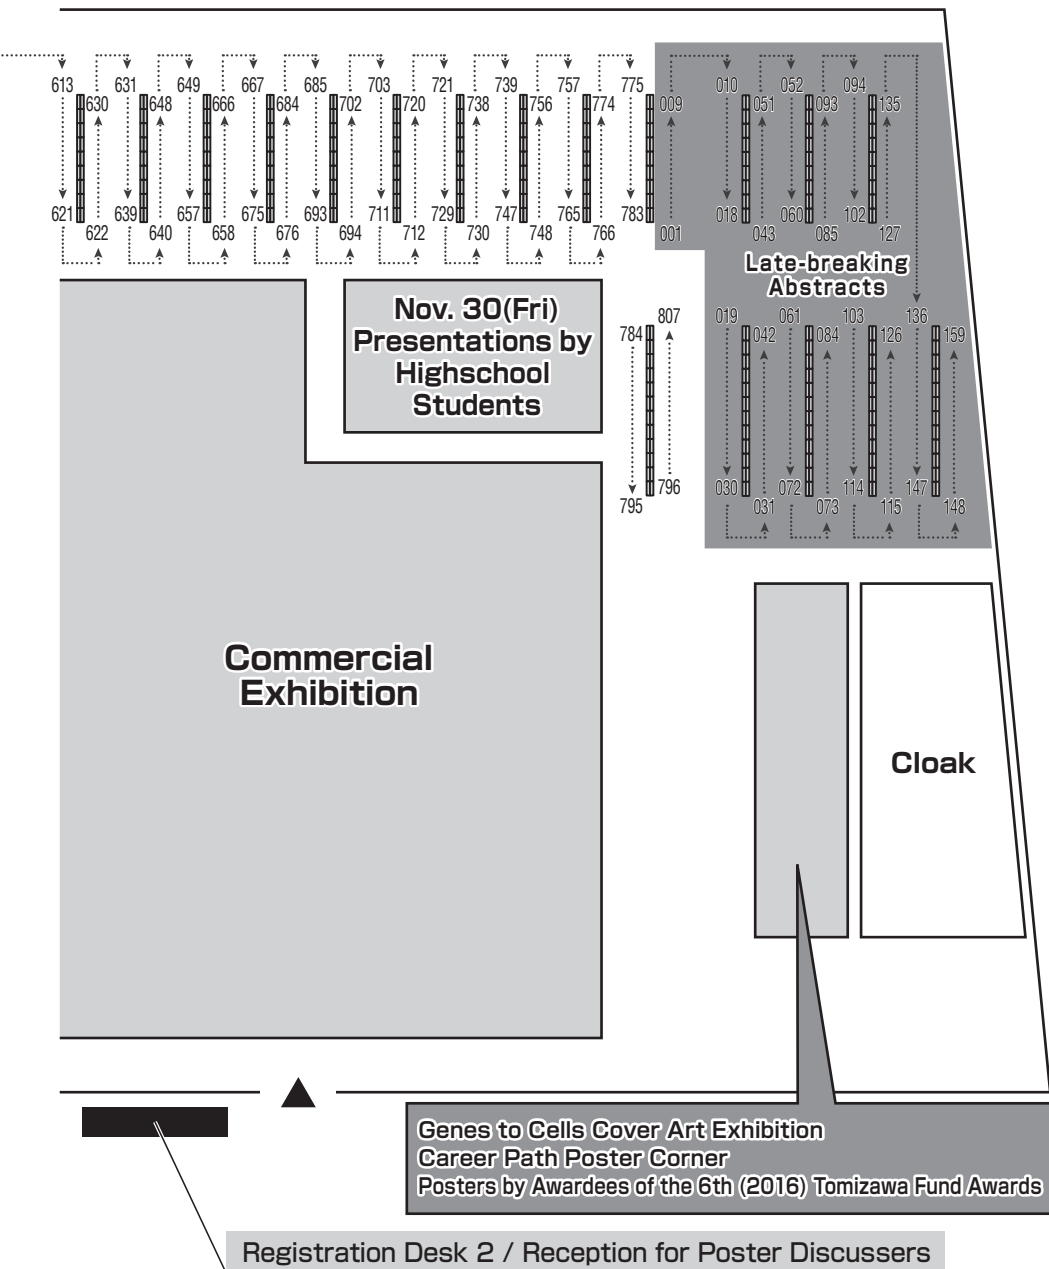 613 631 649 667 685 703 721 739 757 775 010 052 094
630 648 666 684 702 720 738 756 774 009 051 093 135
621 639 657 675 693 711 729 747 765 783 018 060 102
622 640 658 676 694 712 730 748 766 001 043 085 127
Late-breaking
Abstracts
Nov. 30(Fri)
Presentations by
Highschool
Students
807 019 061 103 136
784 042 084 126 159
796 030 072 114 147
795 031 073 115 148
Commercial
Exhibition
Cloak
Genes to Cells Cover Art Exhibition
Career Path Poster Corner
Posters by Awardees of the 6th (2016) Tomizawa Fund Awards
Registration Desk 2 / Reception for Poster Discussers